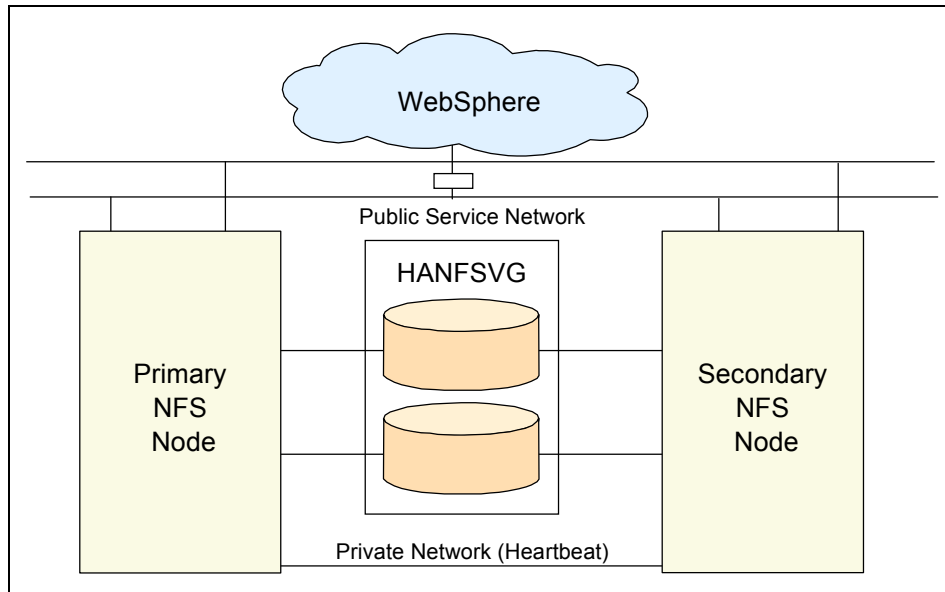 WebSphere
Public Service Network
HANFSVG
Primary
NFS
Node
Secondary
NFS
Node
Private Network (Heartbeat)